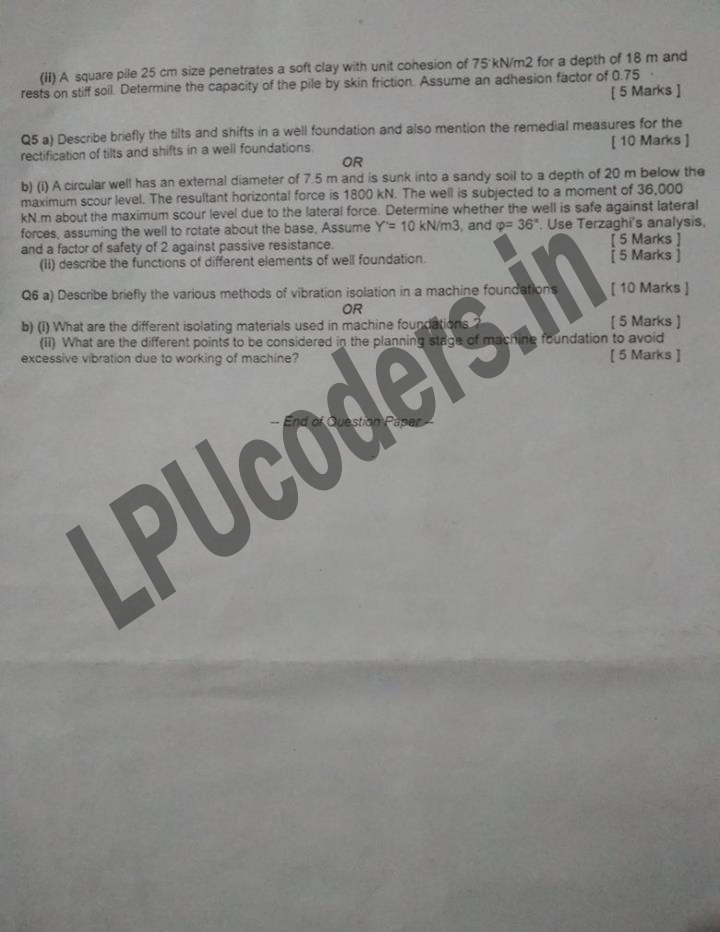 (ii) A square pile 25 cm size penetrates a soft clay with unit cohesion of 75 kN/m2 for a depth of 18 m and
rests on stiff soil. Determine the capacity of the pile by skin friction. Assume an adhesion factor of 0.75
[ 5 Marks ]
Q5 a) Describe briefly the tilts and shifts in a well foundation and also mention the remedial measures for the
rectification of tilts and shifts in a well foundations. [ 10 Marks ]
OR
b) (i) A circular well has an external diameter of 7.5 m and is sunk into a sandy soil to a depth of 20 m below the
maximum scour level. The resultant horizontal force is 1800 kN. The well is subjected to a moment of 36,000
kN.m about the maximum scour level due to the lateral force. Determine whether the well is safe against lateral
forces, assuming the well to rotate about the base, Assume Y'= 10 kN/m3, and φ= 36°. Use Terzaghi's analysis,
and a factor of safety of 2 against passive resistance. [ 5 Marks ]
(ii) describe the functions of different elements of well foundation. [ 5 Marks ]
Q6 a) Describe briefly the various methods of vibration isolation in a machine foundations [ 10 Marks ]
OR
b) (i) What are the different isolating materials used in machine foundations ? [ 5 Marks ]
(ii) What are the different points to be considered in the planning stage of machine foundation to avoid
excessive vibration due to working of machine? [ 5 Marks ]
-- End of Question Paper --
LPUcoders.in